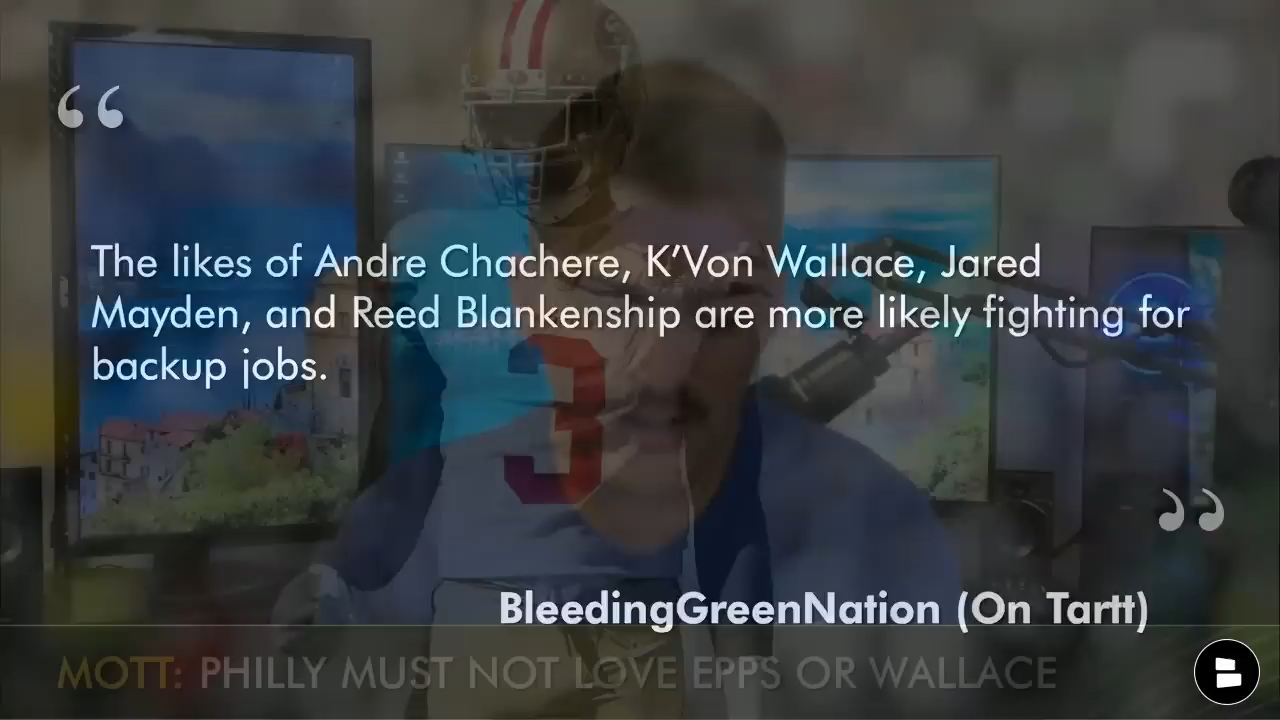 “
The likes of Andre Chachere, K’Von Wallace, Jared
Mayden, and Reed Blankenship are more likely fighting for
backup jobs.
”
3
BleedingGreenNation (On Tartt)
MOTT: PHILLY MUST NOT LOVE EPPS OR WALLACE